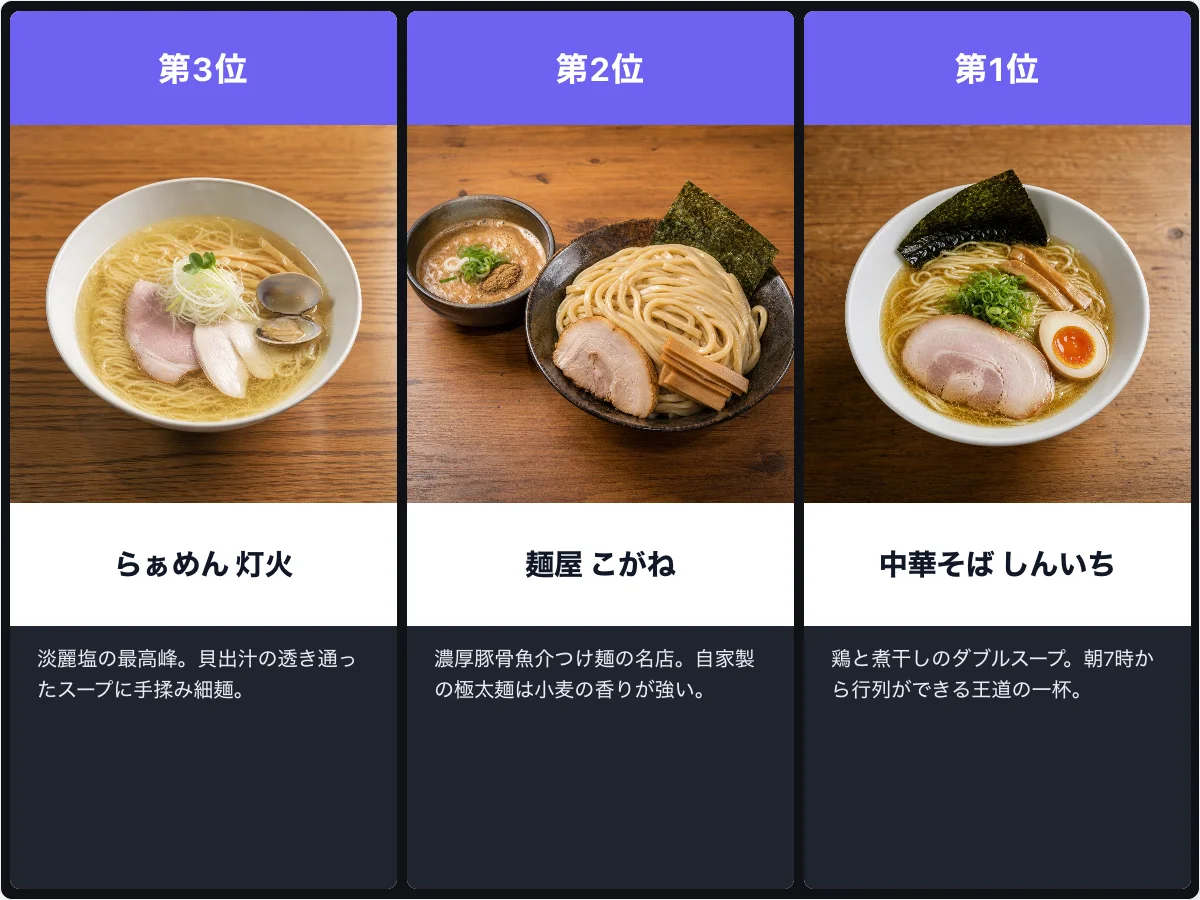 第3位
らぁめん 灯火
淡麗塩の最高峰。貝出汁の透き通っ
たスープに手揉み細麺。
第2位
麺屋 こがね
濃厚豚骨魚介つけ麺の名店。自家製
の極太麺は小麦の香りが強い。
第1位
中華そば しんいち
鶏と煮干しのダブルスープ。朝7時か
ら行列ができる王道の一杯。